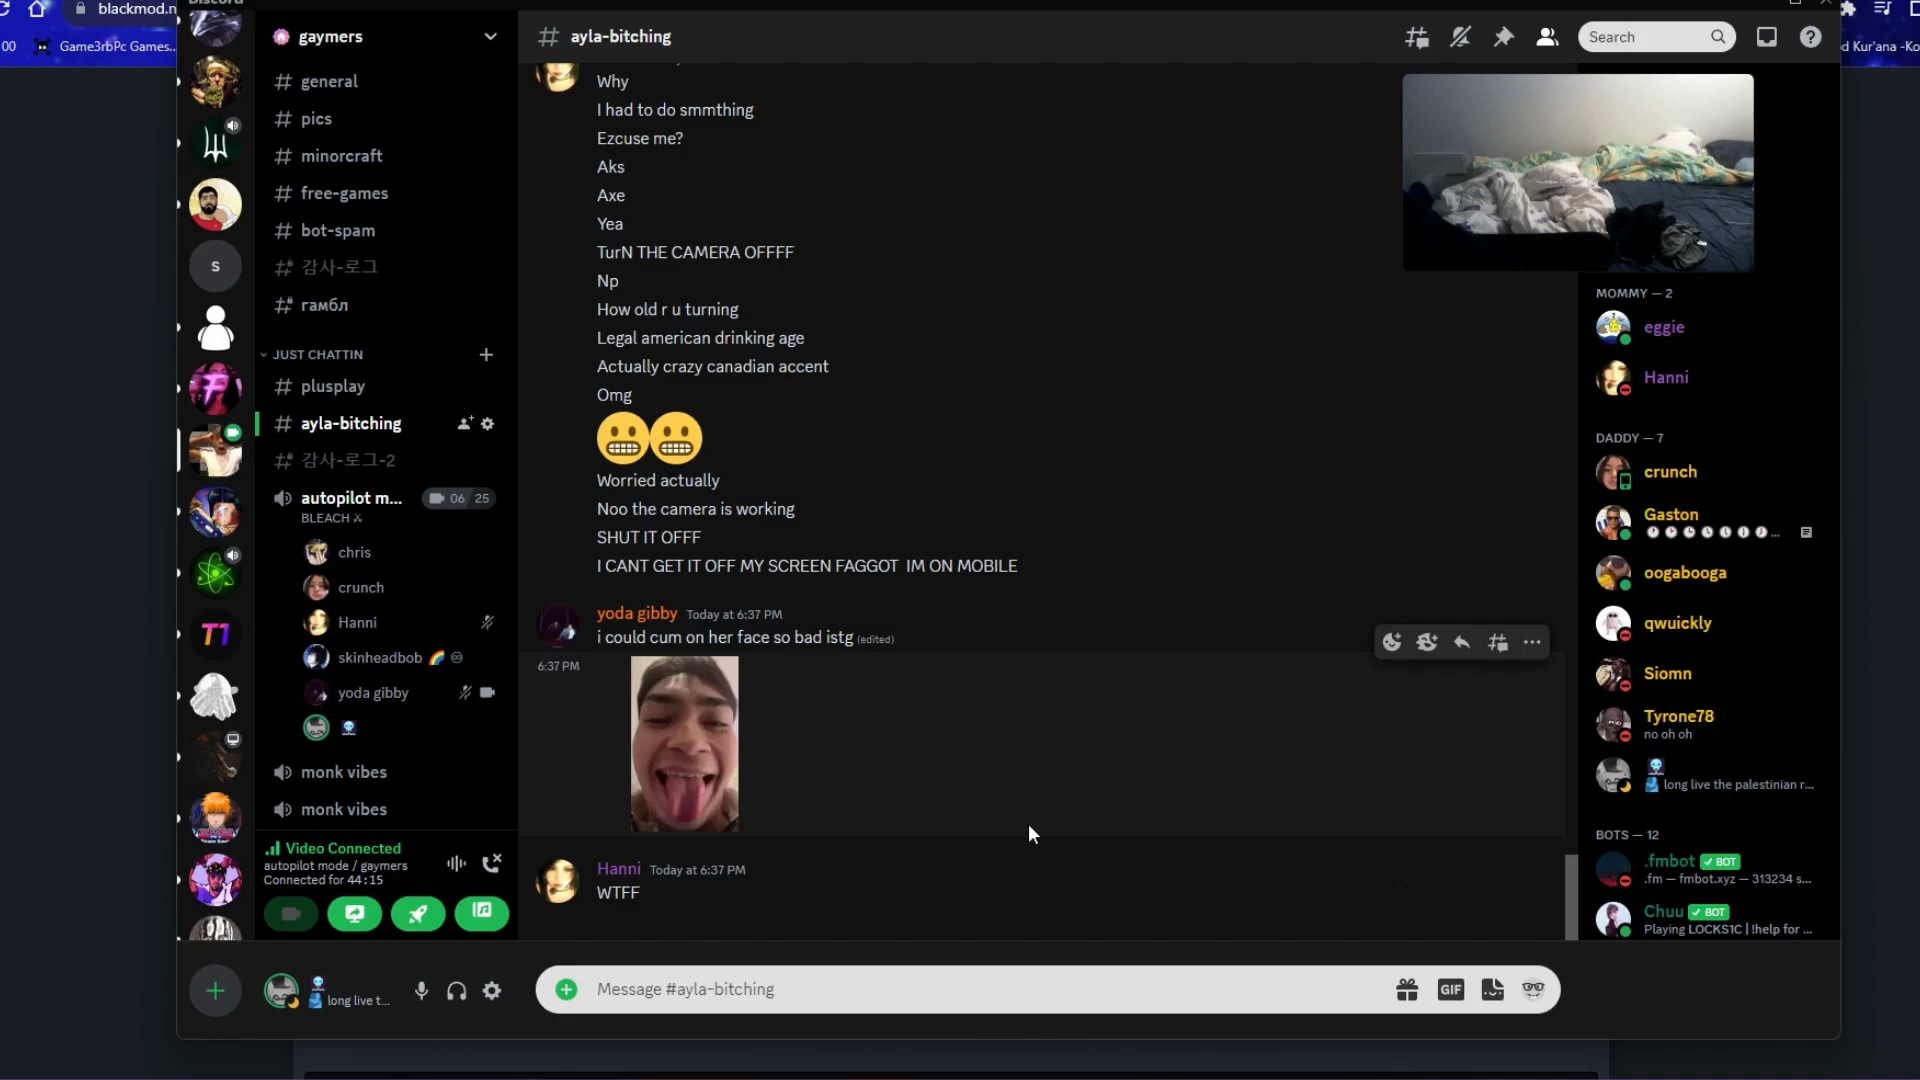 blackmod.n
00
Game3rbPc Games...
d Kur'ana -Ko
Discord
gaymers
general
pics
minorcraft
free-games
bot-spam
감사-로그
гамбл
JUST CHATTIN
plusplay
ayla-bitching
감사-로그-2
autopilot m...
06 25
BLEACH ⚔
chris
crunch
Hanni
skinheadbob 🌈 ♾
yoda gibby
monk vibes
monk vibes
Video Connected
autopilot mode / gaymers
Connected for 44:15
long live t...
S
T1
# ayla-bitching
Search
Why
I had to do smmthing
Ezcuse me?
Aks
Axe
Yea
TurN THE CAMERA OFFFF
Np
How old r u turning
Legal american drinking age
Actually crazy canadian accent
Omg
😬😬
Worried actually
Noo the camera is working
SHUT IT OFFF
I CANT GET IT OFF MY SCREEN FAGGOT IM ON MOBILE
yoda gibby Today at 6:37 PM
i could cum on her face so bad istg (edited)
6:37 PM
Hanni Today at 6:37 PM
WTFF
Message #ayla-bitching
GIF
MOMMY — 2
eggie
Hanni
DADDY — 7
crunch
Gaston
...
oogabooga
qwuickly
Siomn
Tyrone78
no oh oh
long live the palestinian r...
BOTS — 12
.fmbot ✓ BOT
.fm — fmbot.xyz — 313234 s...
Chuu ✓ BOT
Playing LOCKS1C | !help for ...